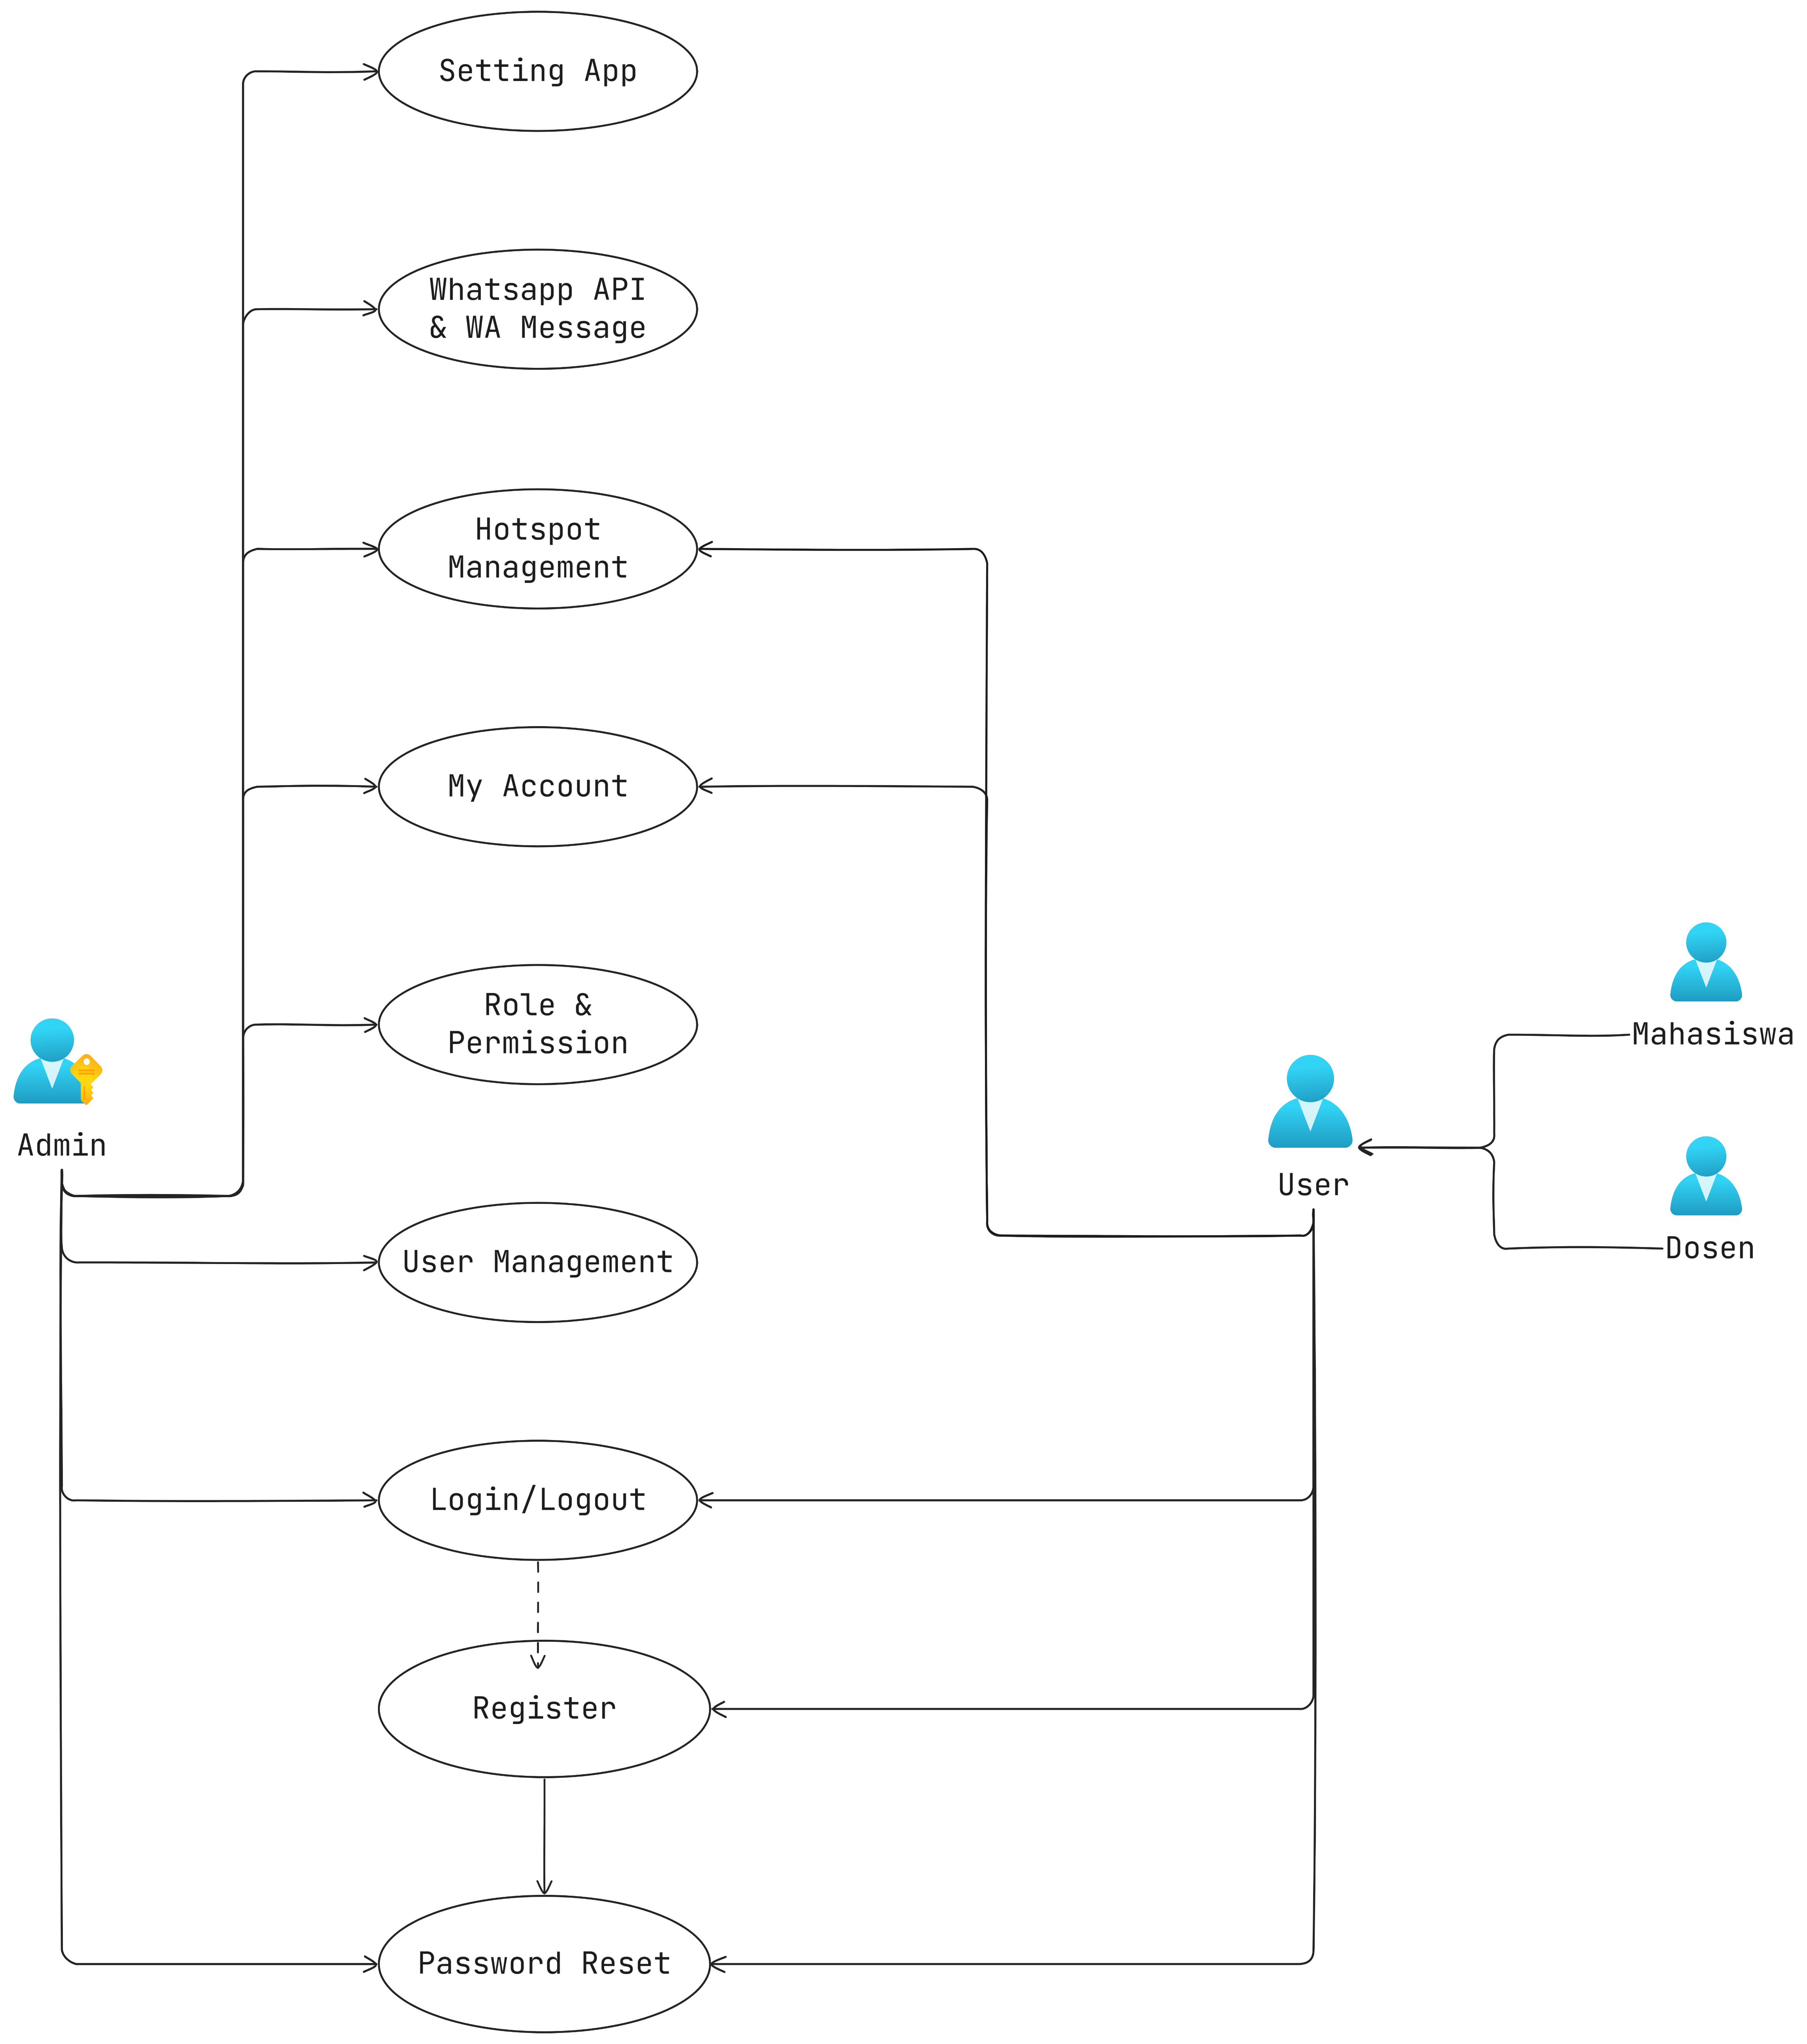 Setting App
Whatsapp API
& WA Message
Hotspot
Management
My Account
Role &
Permission
Mahasiswa
Admin
User
User Management
Dosen
Login/Logout
Register
Password Reset